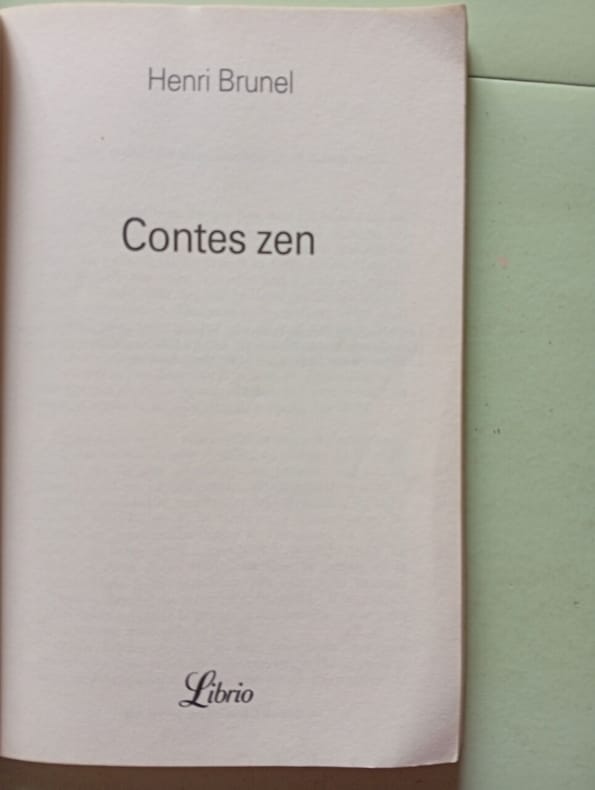 Henri Brunel
Contes zen
Librio